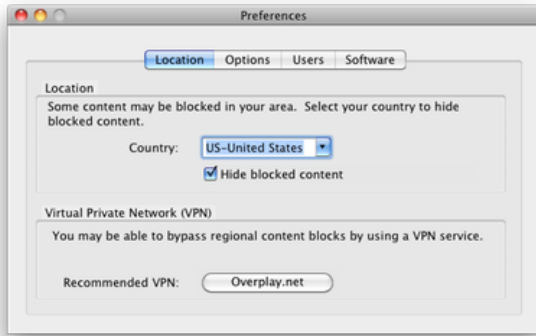 Preferences
Location Options Users Software
Location
Some content may be blocked in your area. Select your country to hide
blocked content.
Country: US-United States
Hide blocked content
Virtual Private Network (VPN)
You may be able to bypass regional content blocks by using a VPN service.
Recommended VPN: Overplay.net